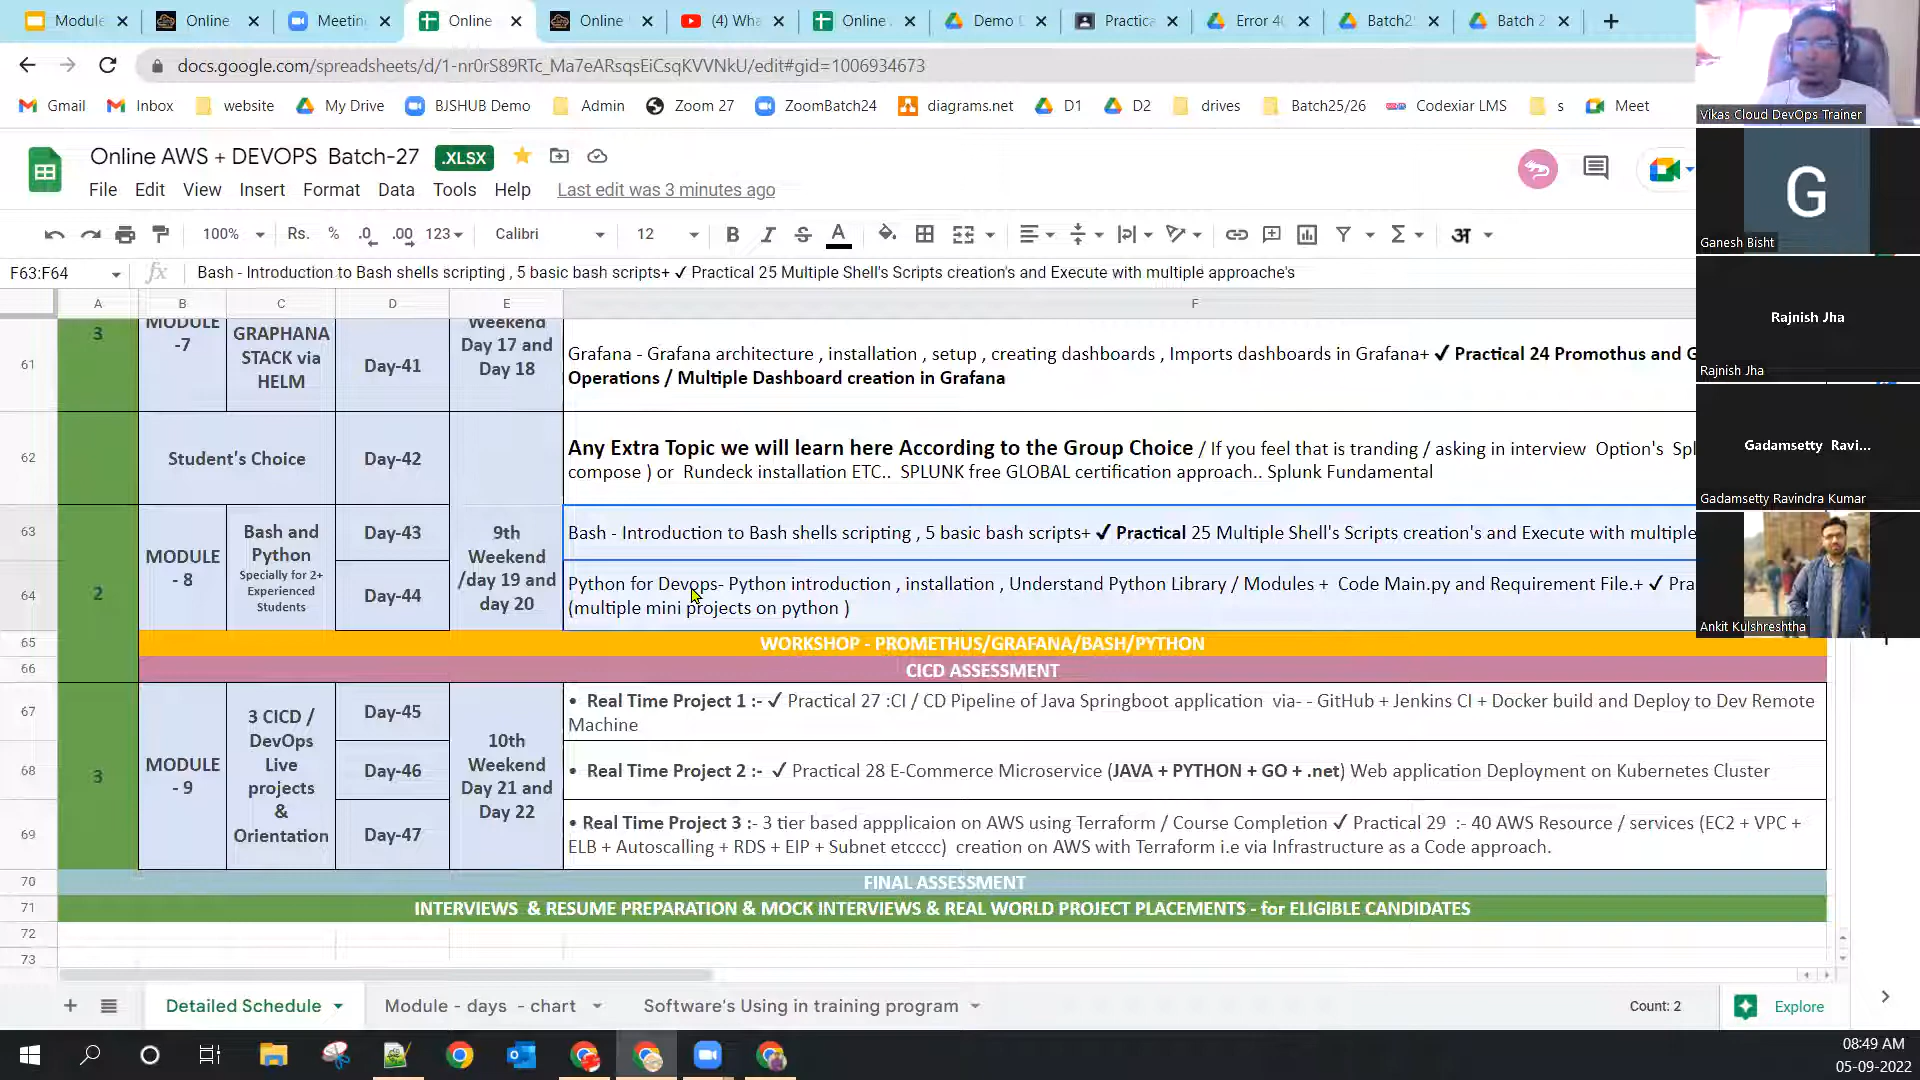 Module
Online
Meetin
Online
Online
(4) Wha
Online
Demo
Practica
Error 4
Batch2
Batch 2
docs.google.com/spreadsheets/d/1-nr0rS89RTc_Ma7eARsqsEiCsqKVVNkU/edit#gid=1006934673
Gmail
Inbox
website
My Drive
BJSHUB Demo
Admin
Zoom 27
ZoomBatch24
diagrams.net
D1
D2
drives
Batch25/26
Codexiar LMS
s
Meet
Online AWS + DEVOPS Batch-27 .XLSX
File Edit View Insert Format Data Tools Help Last edit was 3 minutes ago
100% Rs. % .0 .00 123 Calibri 12 B I S A Σ अ
F63:F64 fx Bash - Introduction to Bash shells scripting , 5 basic bash scripts+ ✓ Practical 25 Multiple Shell's Scripts creation's and Execute with multiple approache's
A B C D E F
61
3
MODULE
-7
GRAPHANA
STACK via
HELM
Day-41
Weekend
Day 17 and
Day 18
Grafana - Grafana architecture , installation , setup , creating dashboards , Imports dashboards in Grafana+ ✓ Practical 24 Promothus and G
Operations / Multiple Dashboard creation in Grafana
62
Student's Choice
Day-42
Any Extra Topic we will learn here According to the Group Choice / If you feel that is tranding / asking in interview Option's Spl
compose ) or Rundeck installation ETC.. SPLUNK free GLOBAL certification approach.. Splunk Fundamental
63
2
MODULE
- 8
Bash and
Python
Specially for 2+
Experienced
Students
Day-43
9th
Weekend
/day 19 and
day 20
Bash - Introduction to Bash shells scripting , 5 basic bash scripts+ ✓ Practical 25 Multiple Shell's Scripts creation's and Execute with multiple
64
Day-44
Python for Devops- Python introduction , installation , Understand Python Library / Modules + Code Main.py and Requirement File.+ ✓ Pra
(multiple mini projects on python )
65
WORKSHOP - PROMETHUS/GRAFANA/BASH/PYTHON
66
CICD ASSESSMENT
67
3
MODULE
- 9
3 CICD /
DevOps
Live
projects
&
Orientation
Day-45
10th
Weekend
Day 21 and
Day 22
• Real Time Project 1 :- ✓ Practical 27 :CI / CD Pipeline of Java Springboot application via- - GitHub + Jenkins CI + Docker build and Deploy to Dev Remote
Machine
68
Day-46
• Real Time Project 2 :- ✓ Practical 28 E-Commerce Microservice (JAVA + PYTHON + GO + .net) Web application Deployment on Kubernetes Cluster
69
Day-47
• Real Time Project 3 :- 3 tier based appplicaion on AWS using Terraform / Course Completion ✓ Practical 29 :- 40 AWS Resource / services (EC2 + VPC +
ELB + Autoscalling + RDS + EIP + Subnet etcccc) creation on AWS with Terraform i.e via Infrastructure as a Code approach.
70
FINAL ASSESSMENT
71
INTERVIEWS & RESUME PREPARATION & MOCK INTERVIEWS & REAL WORLD PROJECT PLACEMENTS - for ELIGIBLE CANDIDATES
72
73
Detailed Schedule
Module - days - chart
Software's Using in training program
Count: 2
Explore
08:49 AM
05-09-2022
Vikas Cloud DevOps Trainer
G
Ganesh Bisht
Rajnish Jha
Rajnish Jha
Gadamsetty Ravi...
Gadamsetty Ravindra Kumar
Ankit Kulshreshtha